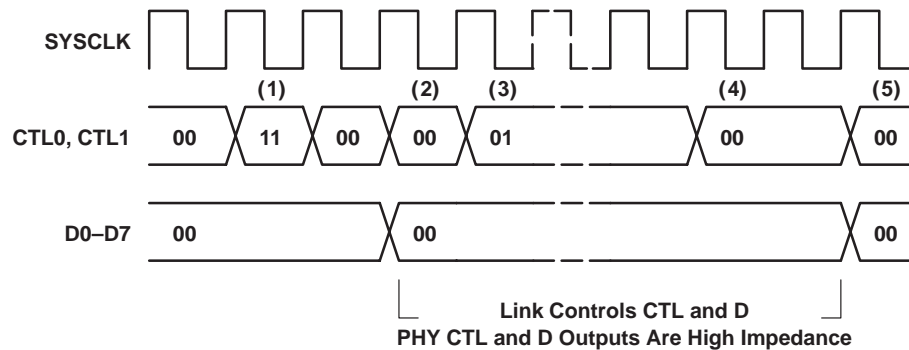 SYSCLK
(1) (2) (3) (4) (5)
CTL0, CTL1 00 11 00 00 01 00 00
D0–D7 00 00 00
Link Controls CTL and D
PHY CTL and D Outputs Are High Impedance